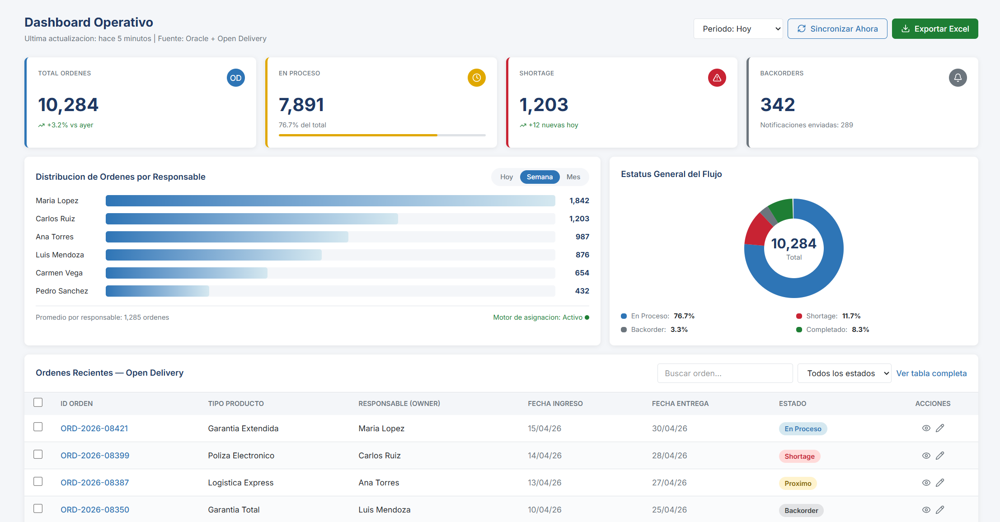 Dashboard Operativo
Ultima actualizacion: hace 5 minutos | Fuente: Oracle + Open Delivery
Periodo: Hoy
Sincronizar Ahora
Exportar Excel
TOTAL ORDENES
OD
10,284
+3.2% vs ayer
EN PROCESO
7,891
76.7% del total
SHORTAGE
1,203
+12 nuevas hoy
BACKORDERS
342
Notificaciones enviadas: 289
Distribucion de Ordenes por Responsable
Hoy Semana Mes
Maria Lopez 1,842
Carlos Ruiz 1,203
Ana Torres 987
Luis Mendoza 876
Carmen Vega 654
Pedro Sanchez 432
Promedio por responsable: 1,285 ordenes
Motor de asignacion: Activo
Estatus General del Flujo
10,284
Total
En Proceso: 76.7%
Shortage: 11.7%
Backorder: 3.3%
Completado: 8.3%
Ordenes Recientes — Open Delivery
Buscar orden...
Todos los estados
Ver tabla completa
ID ORDEN TIPO PRODUCTO RESPONSABLE (OWNER) FECHA INGRESO FECHA ENTREGA ESTADO ACCIONES
ORD-2026-08421 Garantia Extendida Maria Lopez 15/04/26 30/04/26 En Proceso
ORD-2026-08399 Poliza Electronico Carlos Ruiz 14/04/26 28/04/26 Shortage
ORD-2026-08387 Logistica Express Ana Torres 13/04/26 27/04/26 Proximo
ORD-2026-08350 Garantia Total Luis Mendoza 10/04/26 25/04/26 Backorder